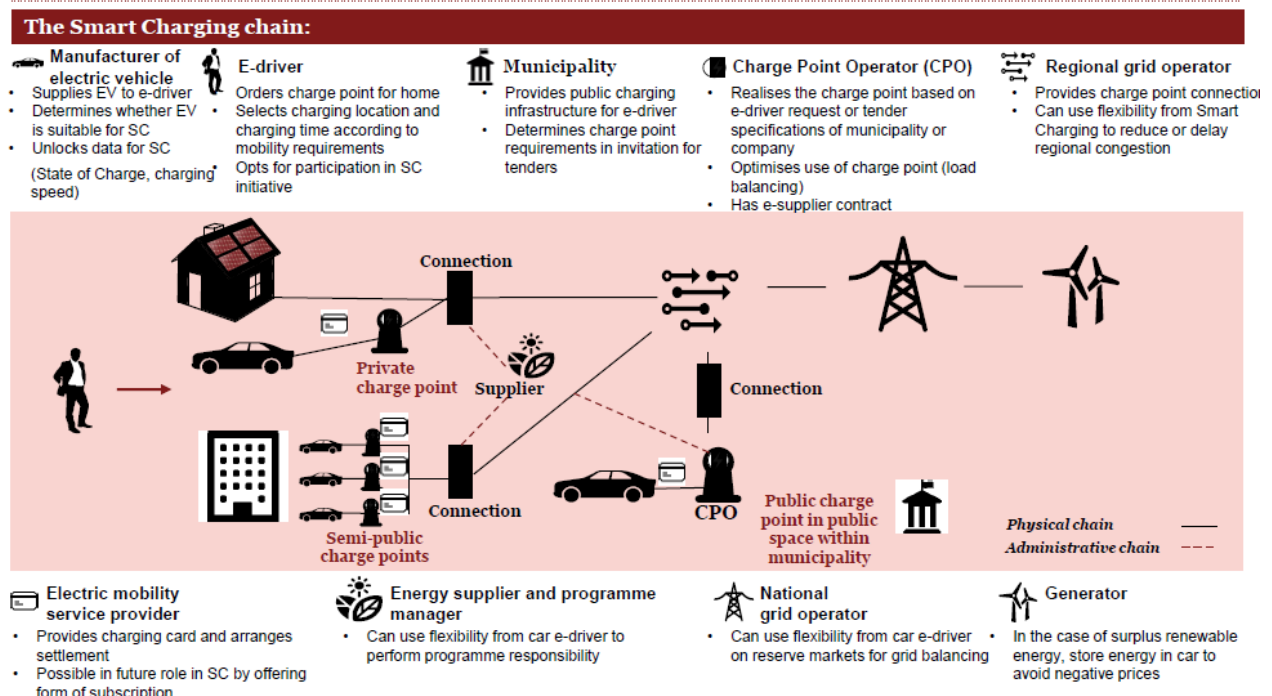 The Smart Charging chain:
Manufacturer of
electric vehicle
• Supplies EV to e-driver
• Determines whether EV
is suitable for SC
• Unlocks data for SC
(State of Charge, charging
speed)
E-driver
Orders charge point for home
• Selects charging location and
charging time according to
mobility requirements
• Opts for participation in SC
initiative
Municipality
• Provides public charging
infrastructure for e-driver
• Determines charge point
requirements in invitation for
tenders
Charge Point Operator (CPO)
• Realises the charge point based on
e-driver request or tender
specifications of municipality or
company
• Optimises use of charge point (load
balancing)
• Has e-supplier contract
Regional grid operator
• Provides charge point connection
• Can use flexibility from Smart
Charging to reduce or delay
regional congestion
Connection
Private
charge point
Supplier
Connection
Connection
Semi-public
charge points
CPO
Public charge
point in public
space within
municipality
Physical chain
Administrative chain
Electric mobility
service provider
• Provides charging card and arranges
settlement
• Possible in future role in SC by offering
form of subscription
Energy supplier and programme
manager
• Can use flexibility from car e-driver to
perform programme responsibility
National
grid operator
• Can use flexibility from car e-driver
on reserve markets for grid balancing
Generator
• In the case of surplus renewable
energy, store energy in car to
avoid negative prices